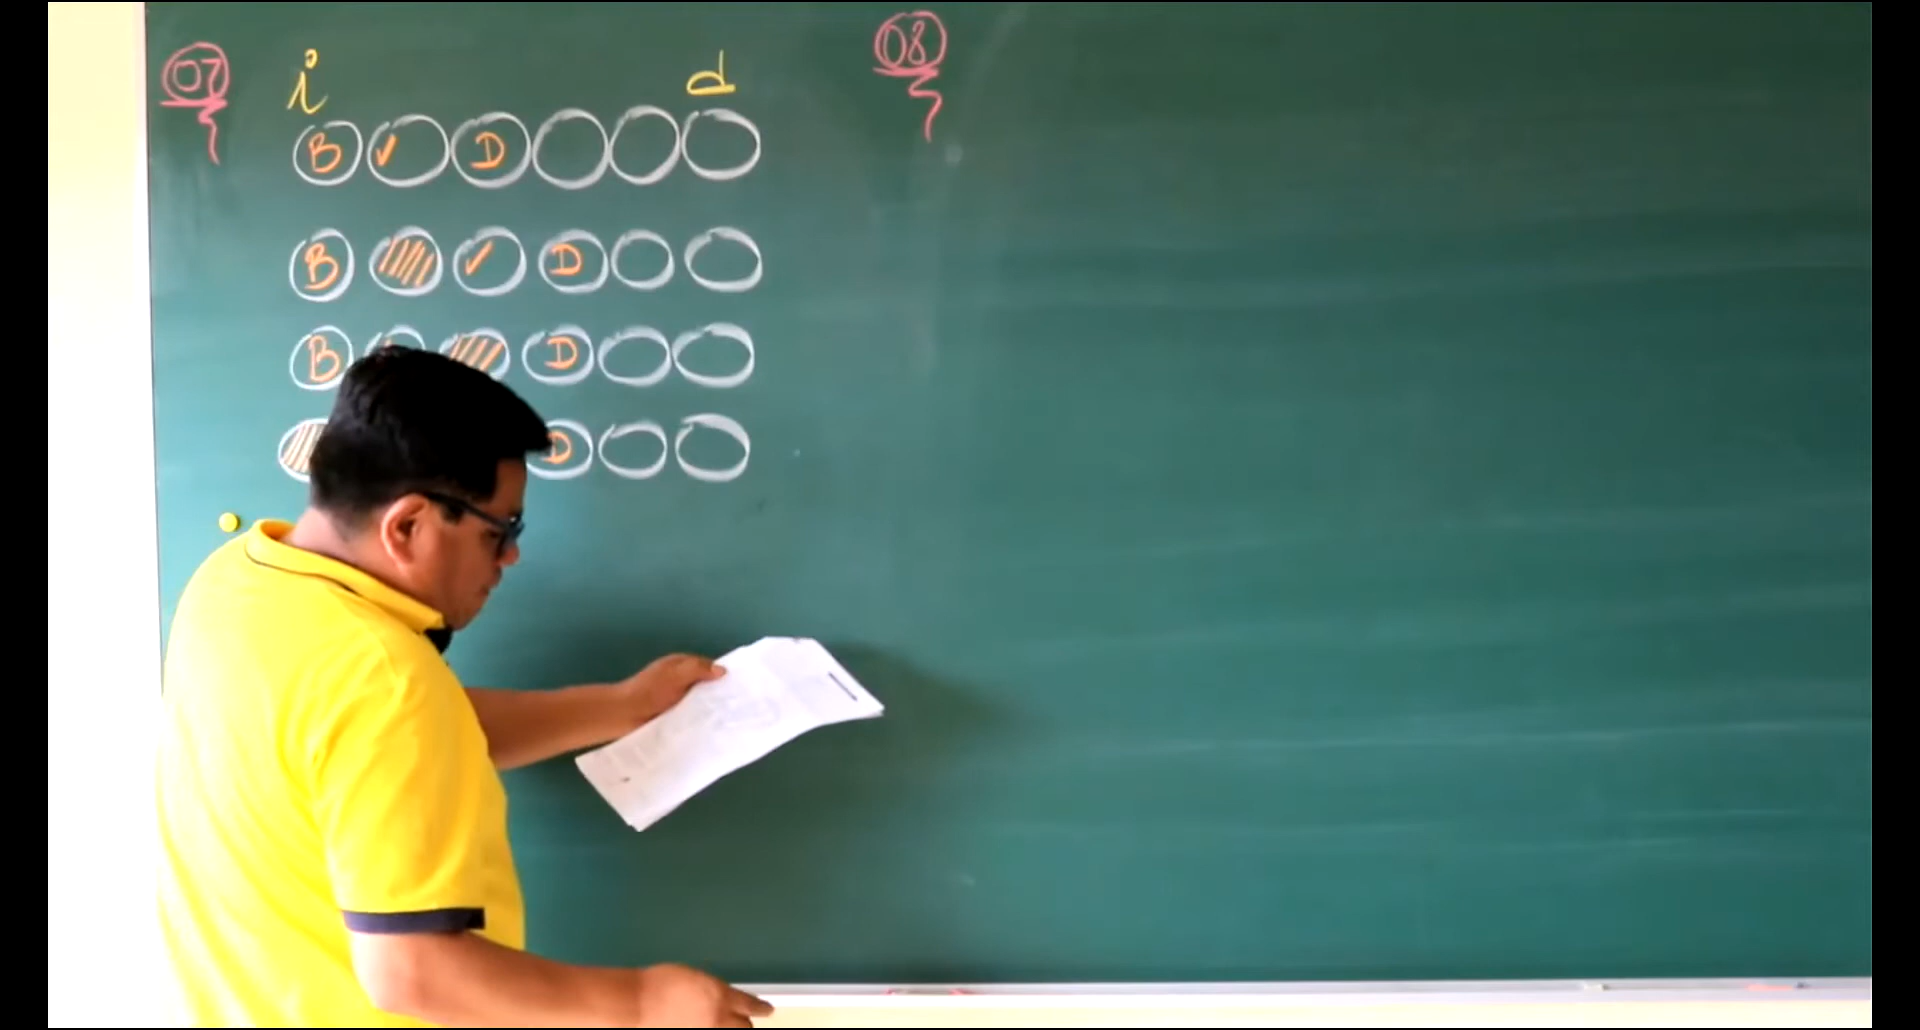 07 i d
B ✓ D
B ✓ D
B D
D
08